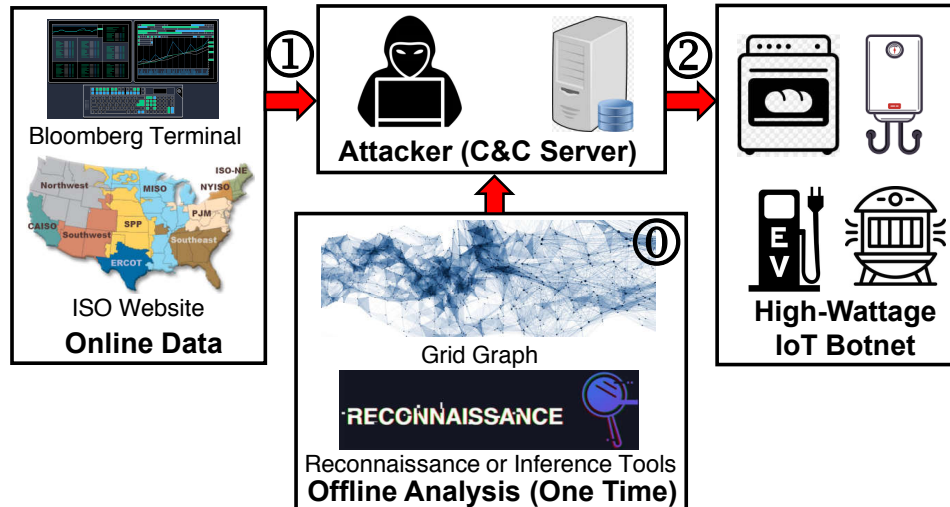 Bloomberg Terminal
Northwest
MISO
ISO-NE
NYISO
PJM
CAISO
SPP
Southwest
Southeast
ERCOT
ISO Website
Online Data
①
Attacker (C&C Server)
②
E
V
High-Wattage
IoT Botnet
⓪
Grid Graph
RECONNAISSANCE
Reconnaissance or Inference Tools
Offline Analysis (One Time)